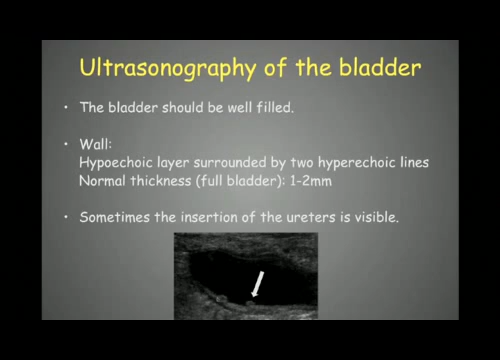 Ultrasonography of the bladder
• The bladder should be well filled.
• Wall:
Hypoechoic layer surrounded by two hyperechoic lines
Normal thickness (full bladder): 1-2mm
• Sometimes the insertion of the ureters is visible.